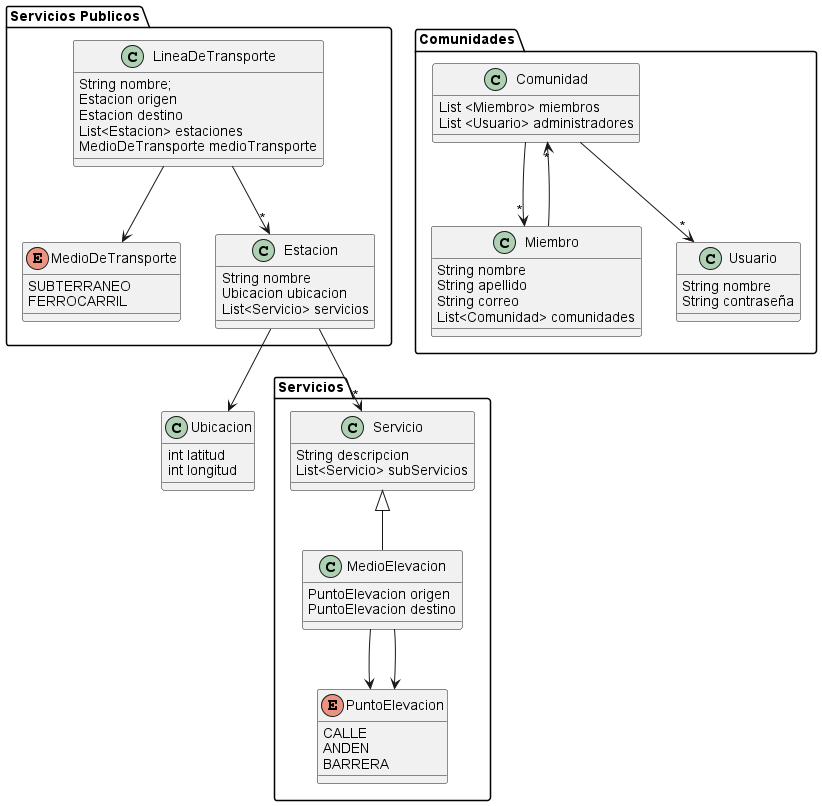 Servicios Publicos
C LineaDeTransporte
String nombre;
Estacion origen
Estacion destino
List<Estacion> estaciones
MedioDeTransporte medioTransporte
*
E MedioDeTransporte
SUBTERRANEO
FERROCARRIL
C Estacion
String nombre
Ubicacion ubicacion
List<Servicio> servicios
Comunidades
C Comunidad
List <Miembro> miembros
List <Usuario> administradores
*
*
*
C Miembro
String nombre
String apellido
String correo
List<Comunidad> comunidades
C Usuario
String nombre
String contraseña
C Ubicacion
int latitud
int longitud
Servicios
*
C Servicio
String descripcion
List<Servicio> subServicios
C MedioElevacion
PuntoElevacion origen
PuntoElevacion destino
E PuntoElevacion
CALLE
ANDEN
BARRERA